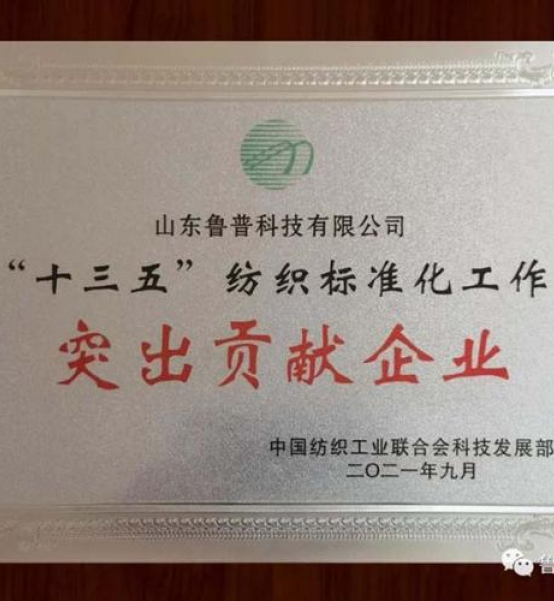 山东鲁普科技有限公司
“十三五”纺织标准化工作
突出贡献企业
中国纺织工业联合会科技发展部
二〇二一年九月
鲁